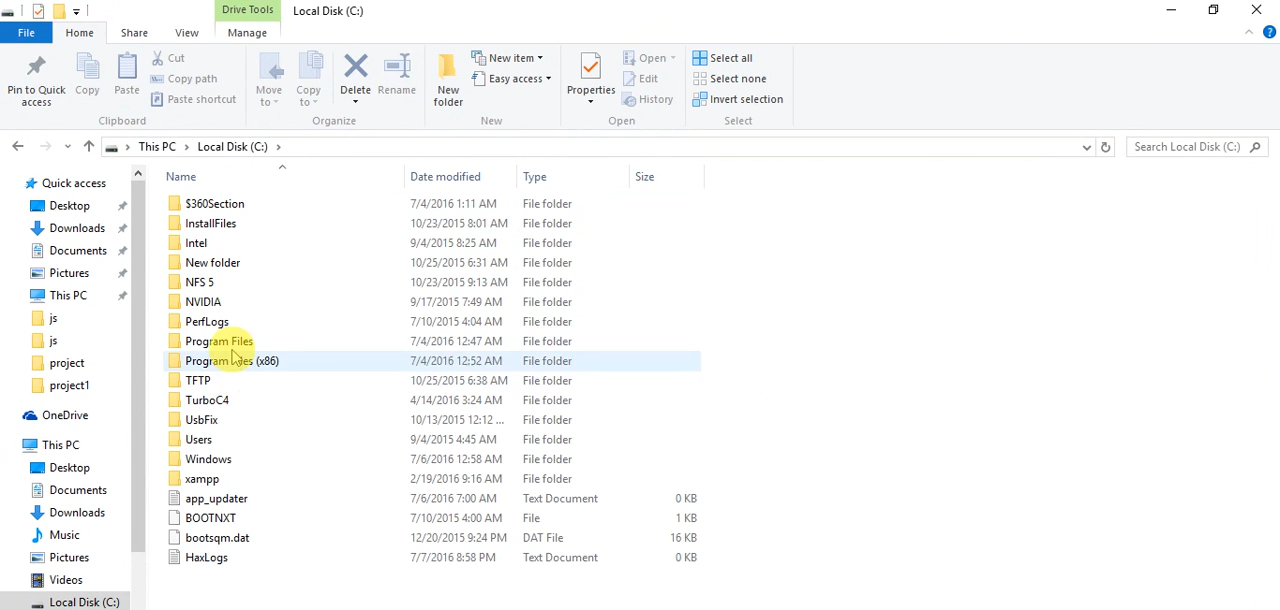 Drive Tools
Local Disk (C:)
File Home Share View Manage
Pin to Quick access
Copy
Paste
Cut
Copy path
Paste shortcut
Clipboard
Move to
Copy to
Delete
Rename
Organize
New folder
New item
Easy access
New
Properties
Open
Edit
History
Open
Select all
Select none
Invert selection
Select
This PC Local Disk (C:)
Search Local Disk (C:)
Quick access
Desktop
Downloads
Documents
Pictures
This PC
js
js
project
project1
OneDrive
This PC
Desktop
Documents
Downloads
Music
Pictures
Videos
Local Disk (C:)
Name Date modified Type Size
$360Section 7/4/2016 1:11 AM File folder
InstallFiles 10/23/2015 8:01 AM File folder
Intel 9/4/2015 8:25 AM File folder
New folder 10/25/2015 6:31 AM File folder
NFS 5 10/23/2015 9:13 AM File folder
NVIDIA 9/17/2015 7:49 AM File folder
PerfLogs 7/10/2015 4:04 AM File folder
Program Files 7/4/2016 12:47 AM File folder
Program Files (x86) 7/4/2016 12:52 AM File folder
TFTP 10/25/2015 6:38 AM File folder
TurboC4 4/14/2016 3:24 AM File folder
UsbFix 10/13/2015 12:12 ... File folder
Users 9/4/2015 4:45 AM File folder
Windows 7/6/2016 12:58 AM File folder
xampp 2/19/2016 9:16 AM File folder
app_updater 7/6/2016 7:00 AM Text Document 0 KB
BOOTNXT 7/10/2015 4:00 AM File 1 KB
bootsqm.dat 12/20/2015 9:24 PM DAT File 16 KB
HaxLogs 7/7/2016 8:58 PM Text Document 0 KB